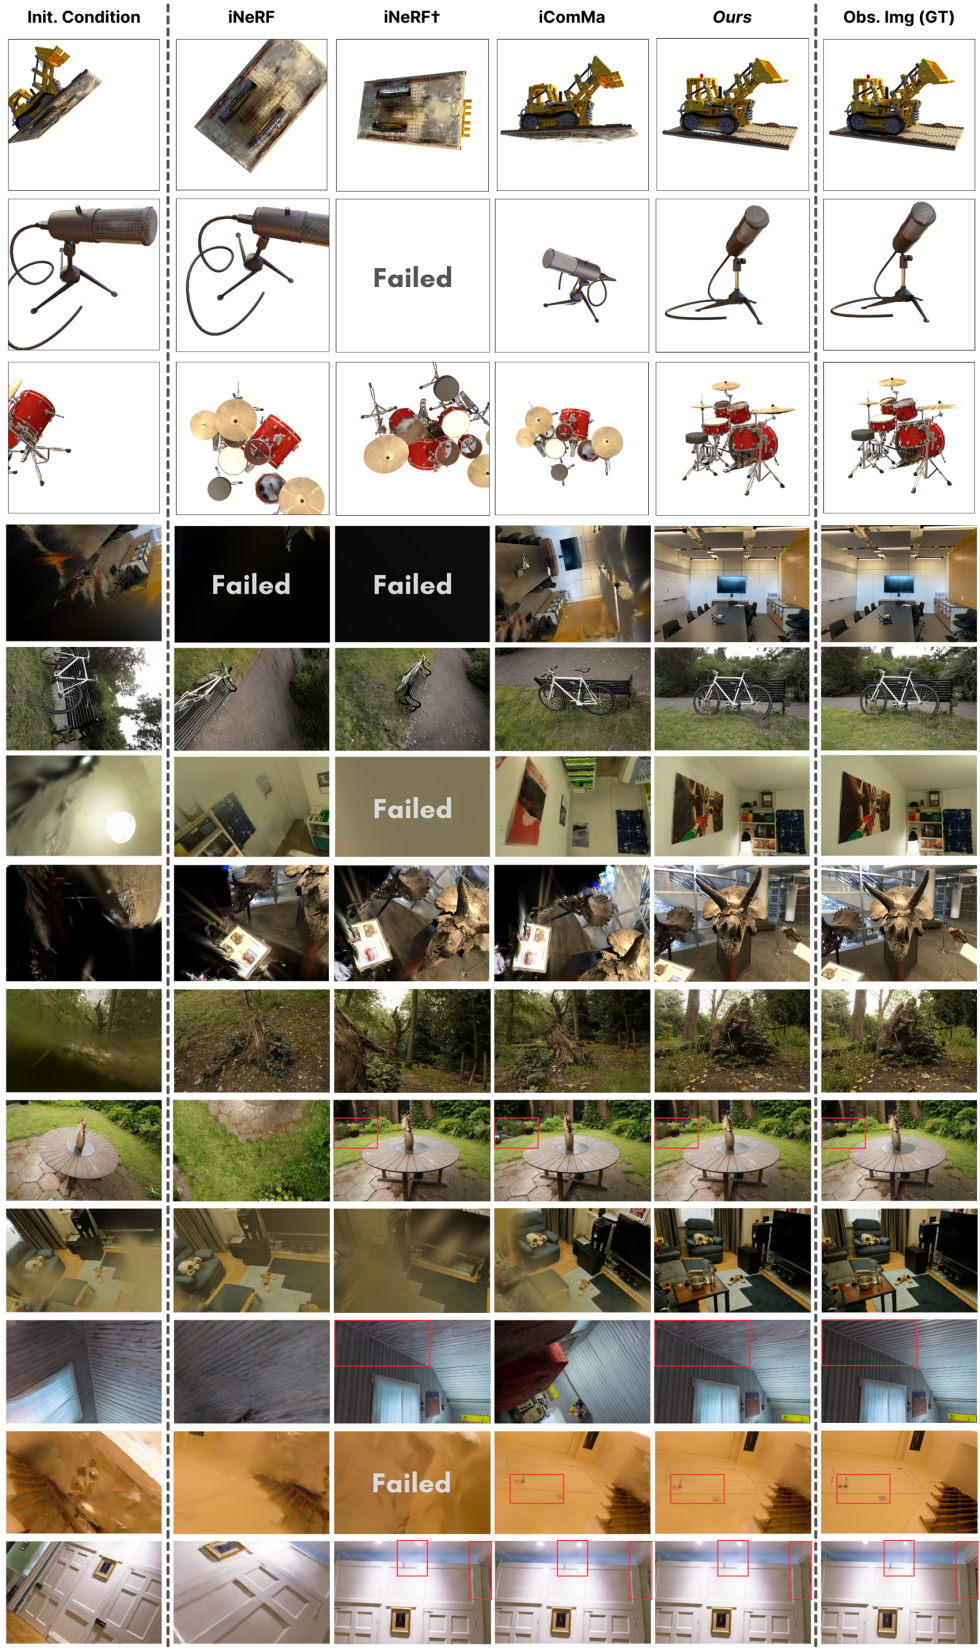 Init. Condition iNeRF iNeRF† iComMa Ours Obs. Img (GT)
Failed
Failed Failed
Failed
Failed